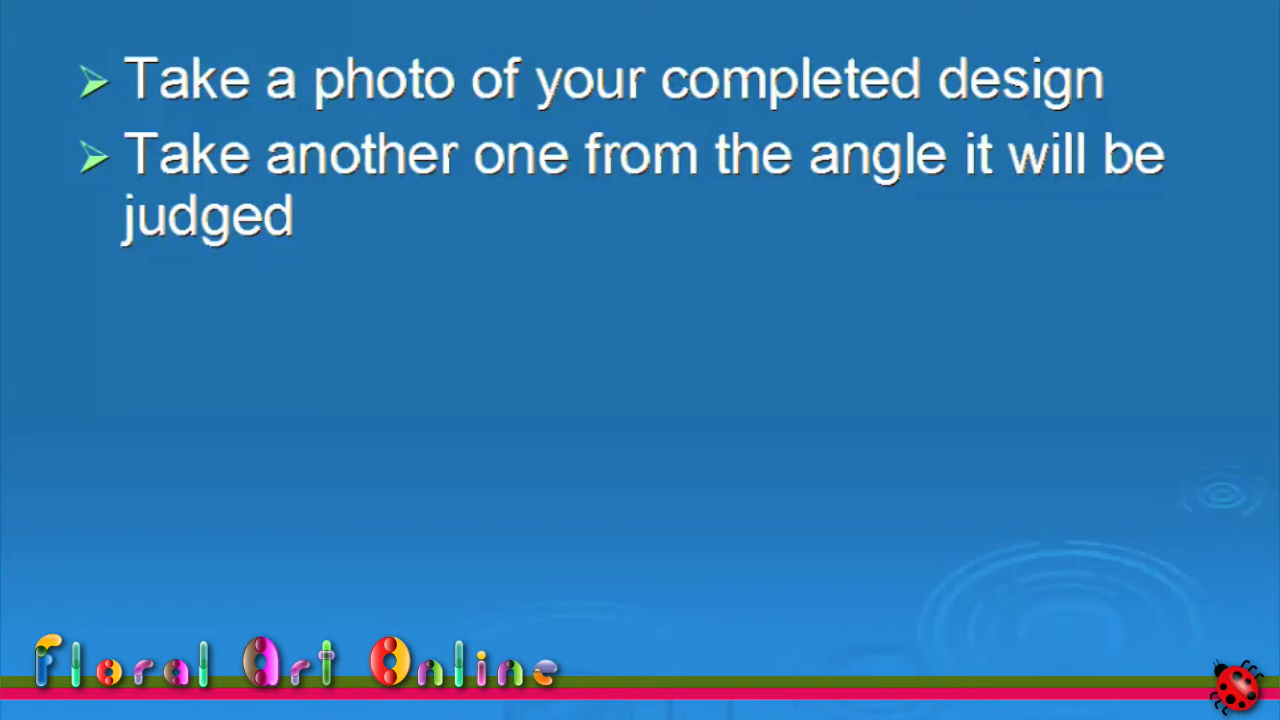 Take a photo of your completed design
Take another one from the angle it will be
judged
Floral Art Online